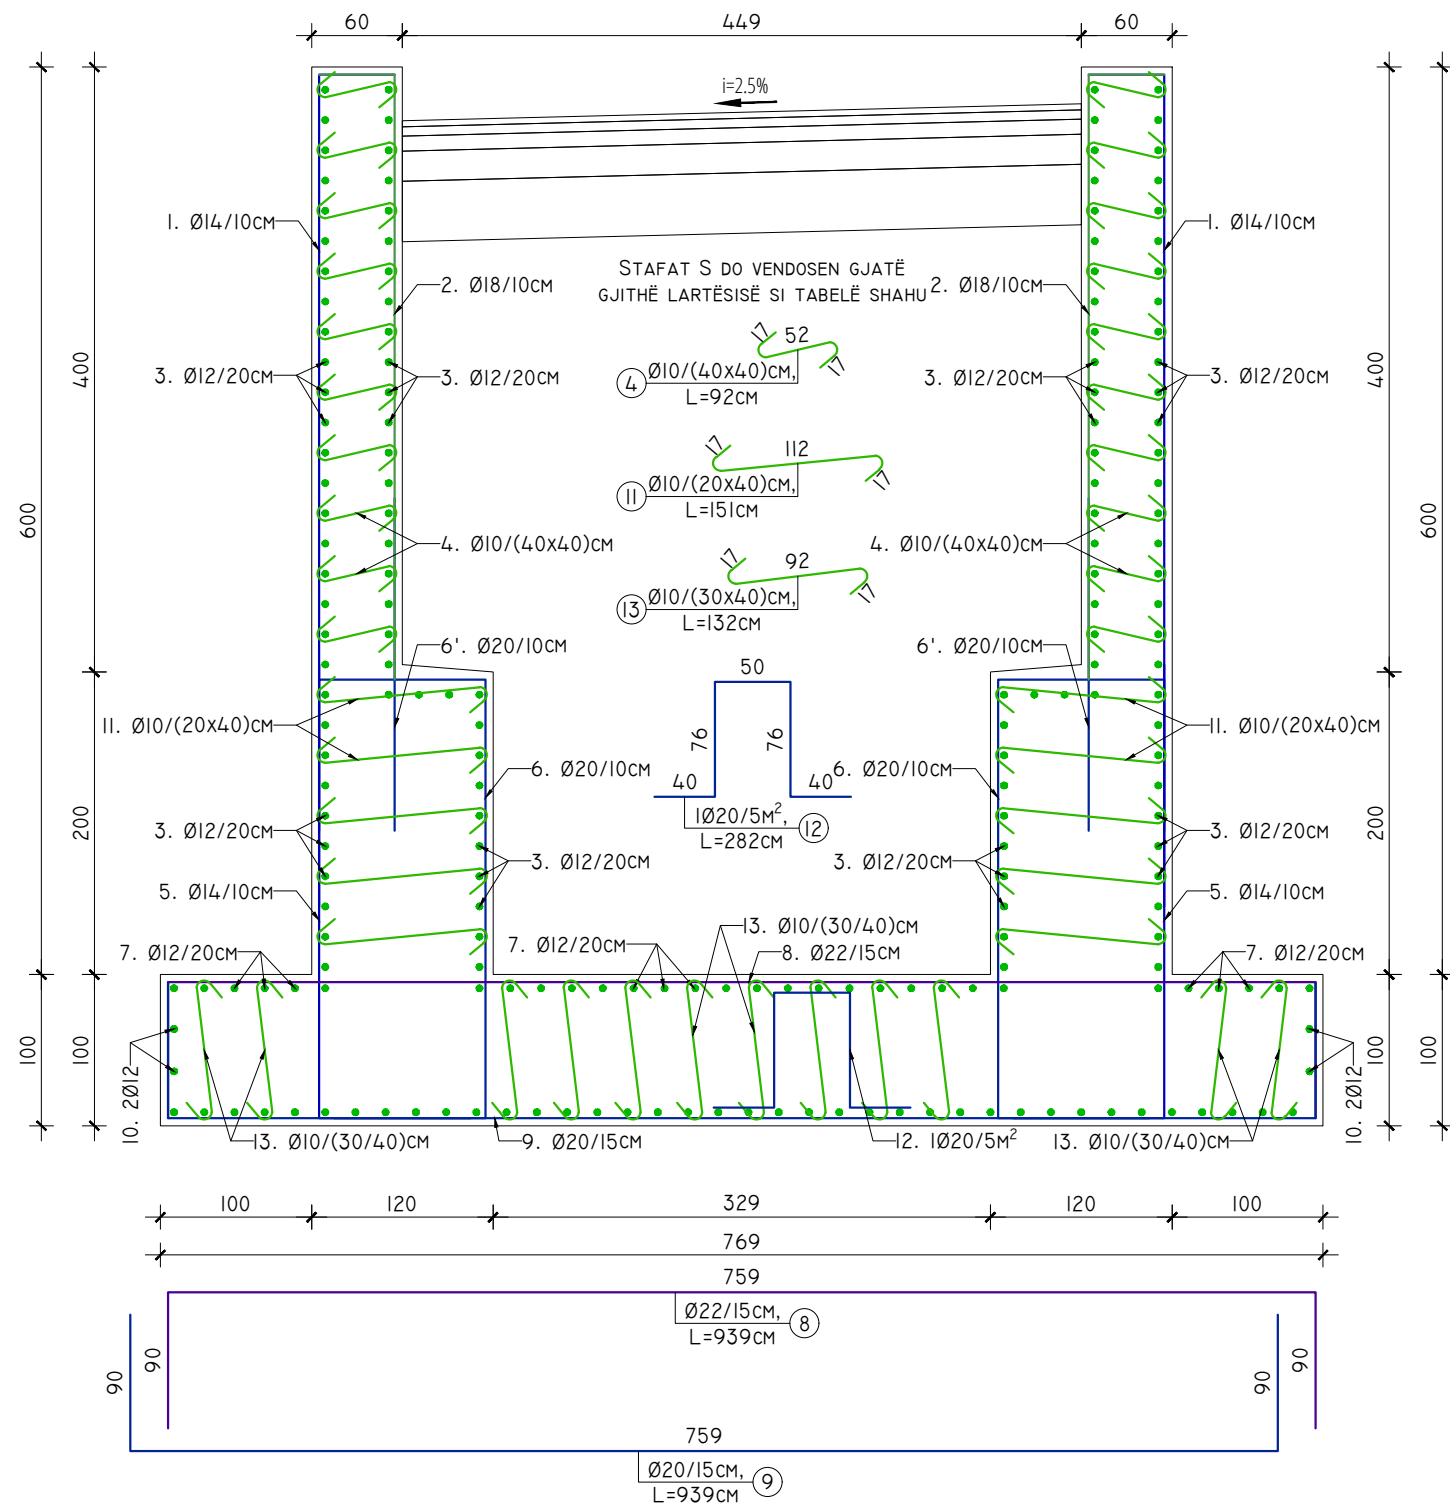 60
449
60
i=2.5%
1. Ø14/10CM
1. Ø14/10CM
STAFAT S DO VENDOSEN GJATË
GJITHË LARTËSISË SI TABELË SHAHU
2. Ø18/10CM
2. Ø18/10CM
17
52
17
4
Ø10/(40X40)CM,
L=92CM
400
400
3. Ø12/20CM
3. Ø12/20CM
3. Ø12/20CM
3. Ø12/20CM
17
112
17
11
Ø10/(20X40)CM,
L=151CM
600
600
4. Ø10/(40X40)CM
4. Ø10/(40X40)CM
17
92
17
13
Ø10/(30X40)CM,
L=132CM
6'. Ø20/10CM
6'. Ø20/10CM
50
11. Ø10/(20X40)CM
11. Ø10/(20X40)CM
76
76
6. Ø20/10CM
6. Ø20/10CM
40
40
1Ø20/5M²,
L=282CM
12
200
200
3. Ø12/20CM
3. Ø12/20CM
3. Ø12/20CM
3. Ø12/20CM
5. Ø14/10CM
5. Ø14/10CM
13. Ø10/(30/40)CM
7. Ø12/20CM
7. Ø12/20CM
8. Ø22/15CM
7. Ø12/20CM
100
100
100
100
10. 2Ø12
10. 2Ø12
13. Ø10/(30/40)CM
9. Ø20/15CM
12. 1Ø20/5M²
13. Ø10/(30/40)CM
100
120
329
120
100
769
759
Ø22/15CM,
L=939CM
8
90
90
90
90
759
Ø20/15CM,
L=939CM
9